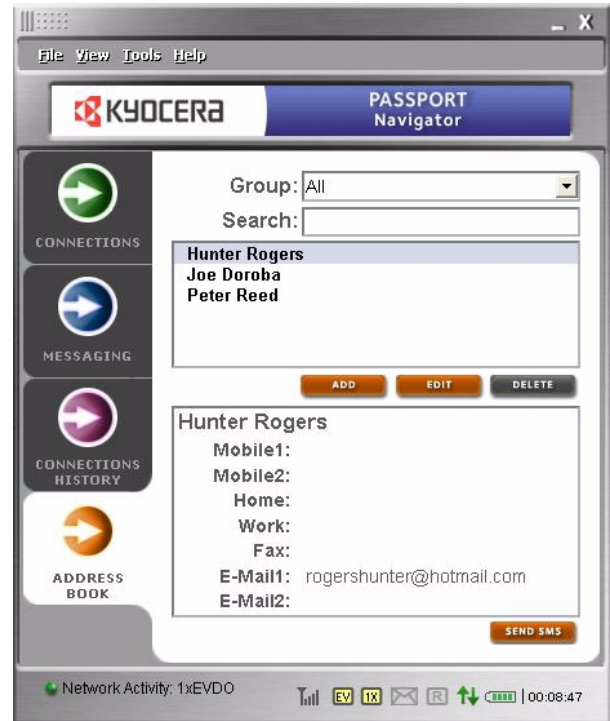 X
File View Tools Help
KYOCERA
PASSPORT
Navigator
CONNECTIONS
MESSAGING
CONNECTIONS
HISTORY
ADDRESS
BOOK
Group: All
Search:
Hunter Rogers
Joe Doroba
Peter Reed
ADD EDIT DELETE
Hunter Rogers
Mobile1:
Mobile2:
Home:
Work:
Fax:
E-Mail1: rogershunter@hotmail.com
E-Mail2:
SEND SMS
Network Activity: 1xEVDO EV 1X R 00:08:47